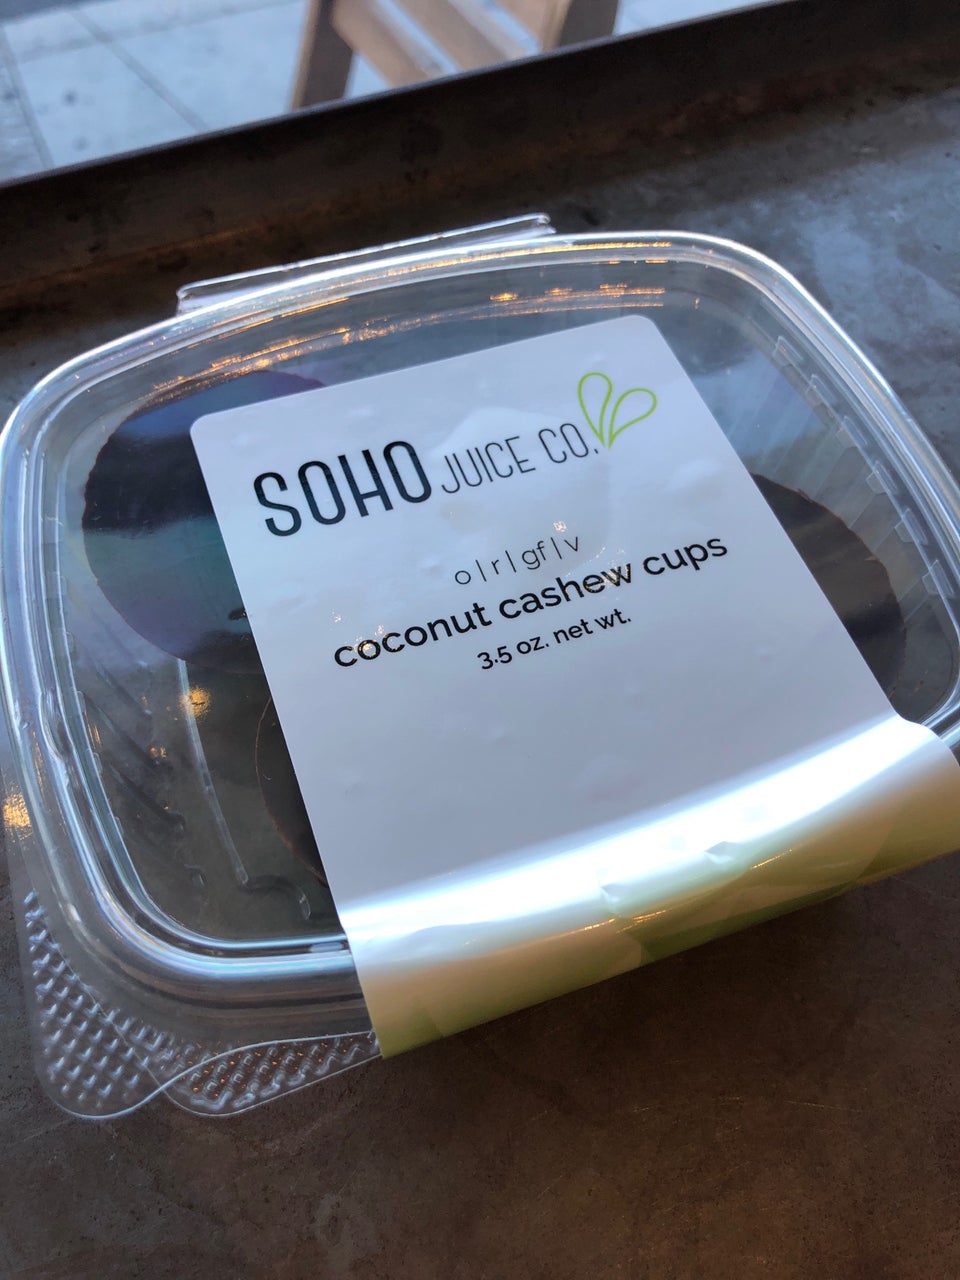 SOHO JUICE CO.
o|r|gf|v
coconut cashew cups
3.5 oz. net wt.